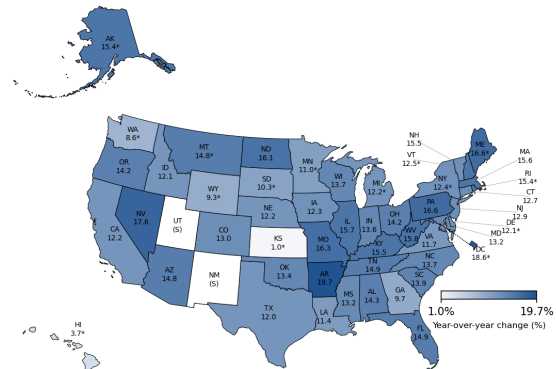 AK
15.4*
WA
8.6*
MT
14.8*
ND
16.1
MN
11.0*
OR
14.2
ID
12.1
WY
9.3*
SD
10.3*
WI
13.7
MI
12.2*
NH
15.5
VT
12.5*
ME
16.6*
MA
15.6
RI
15.4*
CT
12.7
NJ
12.9
DE
12.1*
MD
13.2
DC
18.6*
NY
12.4*
PA
16.6
NV
17.6
UT
(S)
CO
13.0
NE
12.2
IA
12.3
IL
15.7
IN
13.6
OH
14.2
WV
15.8
VA
11.7
CA
12.2
KS
1.0*
MO
16.3
KY
15.5
AZ
14.8
NM
(S)
OK
13.4
AR
19.7
TN
14.9
NC
13.7
SC
13.9
TX
12.0
LA
11.4
MS
13.2
AL
14.3
GA
9.7
FL
14.9
HI
3.7*
1.0%
19.7%
Year-over-year change (%)